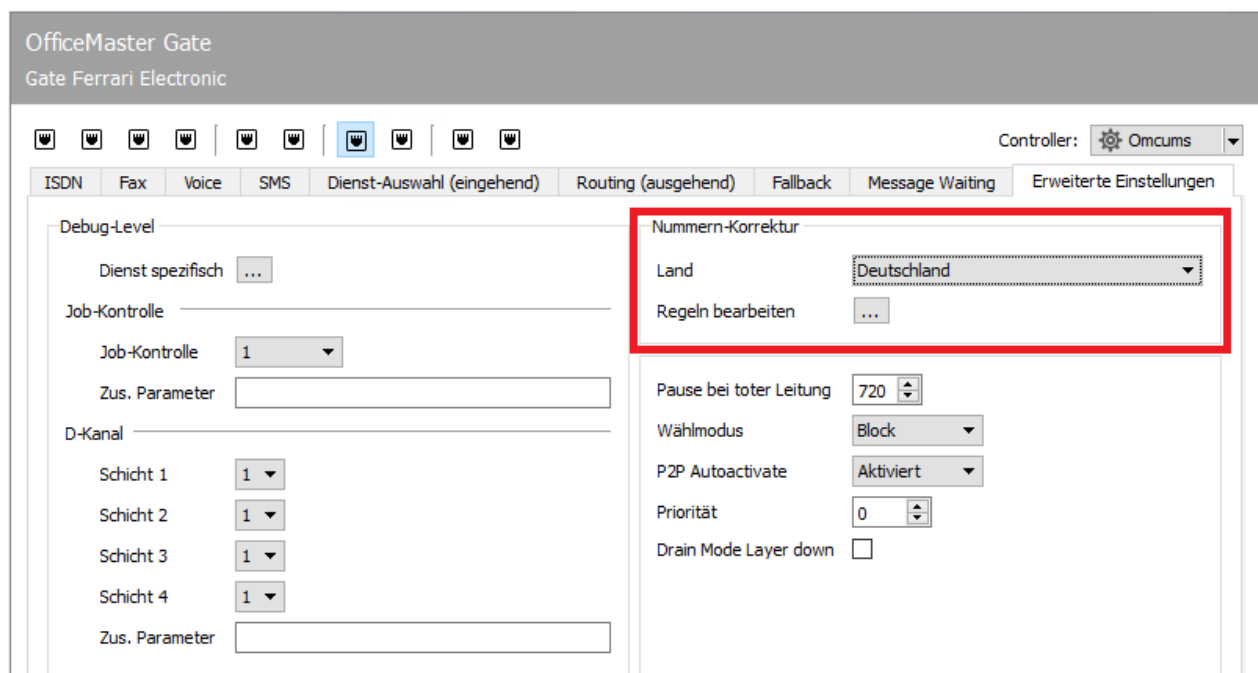 OfficeMaster Gate
Gate Ferrari Electronic
Controller: Omcums
ISDN Fax Voice SMS Dienst-Auswahl (eingehend) Routing (ausgehend) Fallback Message Waiting Erweiterte Einstellungen
Debug-Level
Dienst spezifisch ...
Job-Kontrolle
Job-Kontrolle 1
Zus. Parameter
D-Kanal
Schicht 1 1
Schicht 2 1
Schicht 3 1
Schicht 4 1
Zus. Parameter
Nummern-Korrektur
Land Deutschland
Regeln bearbeiten ...
Pause bei toter Leitung 720
Wählmodus Block
P2P Autoactivate Aktiviert
Priorität 0
Drain Mode Layer down